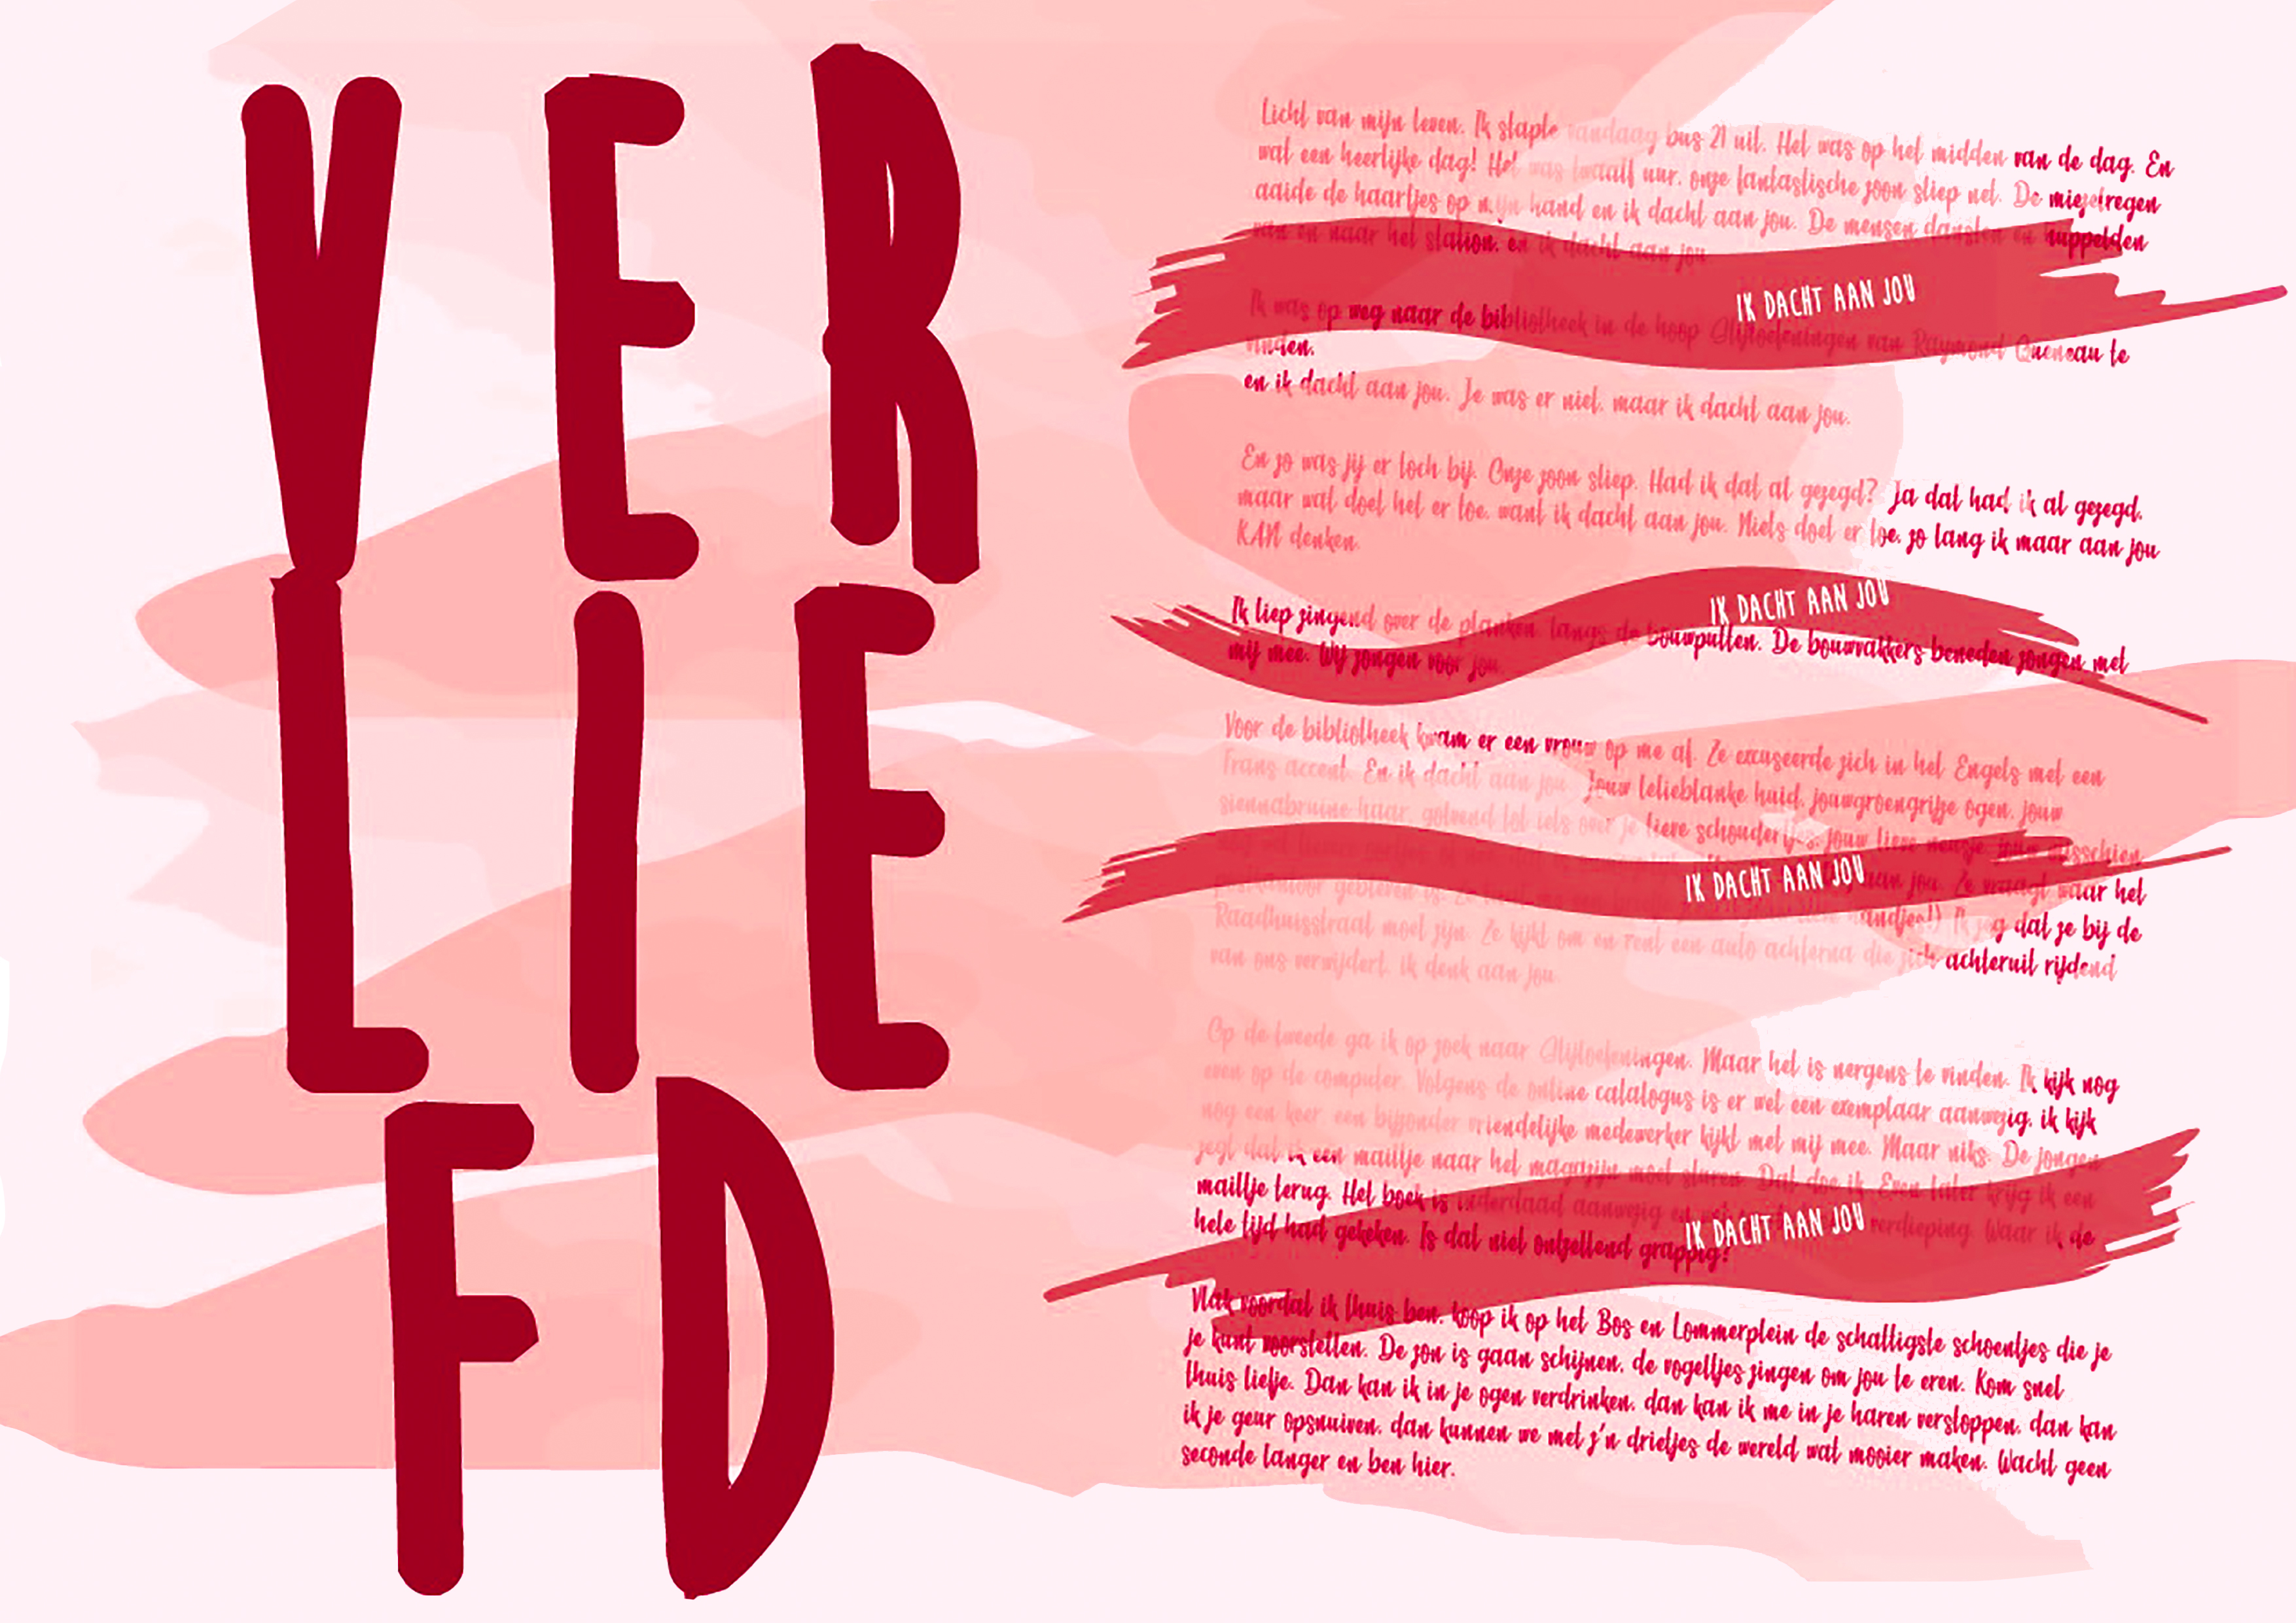 VER
LIE
FD
Licht van mijn leven. Ik stapte vandaag bus 21 uit. Het was op het midden van de dag. En
wat een heerlijke dag! Het was twaalf uur, onze fantastische zoon sliep net. De miezelregen
aaide de haartjes op mijn hand en ik dacht aan jou. De mensen dansten en huppelden
van en naar het station, en ik dacht aan jou
IK DACHT AAN JOU
Ik was op weg naar de bibliotheek in de hoop Stijloefeningen van Raymond Queneau te
vinden.
en ik dacht aan jou. Je was er niet, maar ik dacht aan jou.
En zo was jij er toch bij. Onze zoon sliep. Had ik dat al gezegd? Ja dat had ik al gezegd,
maar wat doet het er toe, want ik dacht aan jou. Niets doet er toe, zo lang ik maar aan jou
KAN denken.
IK DACHT AAN JOU
Ik liep zingend over de planken langs de bouwputten. De bouwvakkers beneden zongen met
mij mee. Wij zongen voor jou.
Voor de bibliotheek kwam er een vrouw op me af. Ze excuseerde zich in het Engels met een
Frans accent. En ik dacht aan jou. Jouw lelieblanke huid, jouwgroengrijze ogen, jouw
siennabruine haar, golvend tot iets over je lieve schoudertjes, jouw lieve neusje, jouw misschien
aan jou. Ze vraagt waar het
IK DACHT AAN JOU
postkantoor gebleven is. handjes!) Ik zeg dat ze bij de
Raadhuisstraat moet zijn. Ze kijkt om en rent een auto achterna die zich achteruit rijdend
van ons verwijdert. ik denk aan jou
Op de tweede ga ik op zoek naar Stijloefeningen. Maar het is nergens te vinden. Ik kijk nog
even op de computer. Volgens de online catalogus is er wel een exemplaar aanwezig, ik kijk
nog een keer een bijzonder vriendelijke medewerker kijkt met mij mee. Maar niks. De jongen
zegt dat ik een mailtje naar het magazijn moet sturen. Dat doe ik. Even later krijg ik een
mailtje terug. Het boek is inderdaad aanwezig en verdieping. Waar ik de
IK DACHT AAN JOU
hele tijd had gekeken. Is dat niet ontzettend grappig?
Vlak voordat ik thuis ben, koop ik op het Bos en Lommerplein de schattigste schoentjes die je
je kunt voorstellen. De zon is gaan schijnen, de vogeltjes zingen om jou te eren. Kom snel
thuis liefje. Dan kan ik in je ogen verdrinken, dan kan ik me in je haren verstoppen, dan kan
ik je geur opsnuiven, dan kunnen we met z'n drietjes de wereld wat mooier maken. Wacht geen
seconde langer en ben hier.